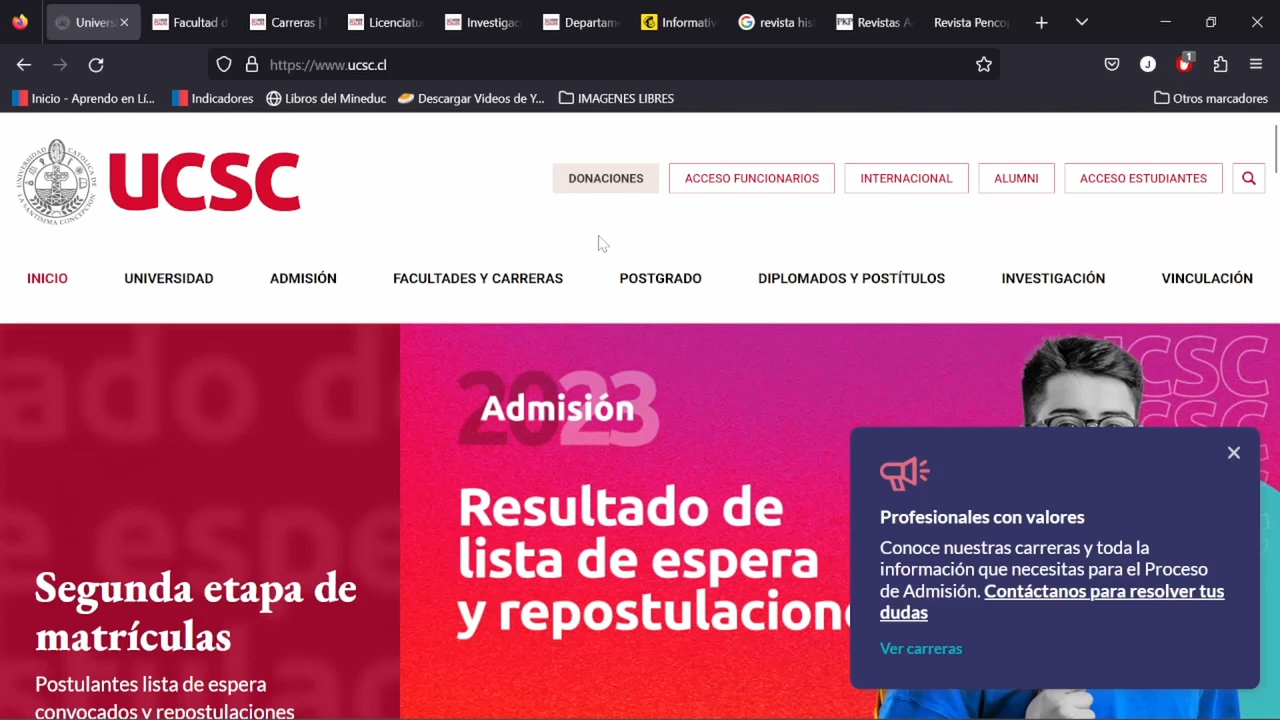 Univers
Facultad d
Carreras |
Licenciatu
Investigac
Departame
Informativ
revista his
Revistas A
Revista Penco
https://www.ucsc.cl
1
Inicio - Aprendo en Lí...
Indicadores
Libros del Mineduc
Descargar Videos de Y...
IMAGENES LIBRES
Otros marcadores
UCSC
DONACIONES
ACCESO FUNCIONARIOS
INTERNACIONAL
ALUMNI
ACCESO ESTUDIANTES
INICIO
UNIVERSIDAD
ADMISIÓN
FACULTADES Y CARRERAS
POSTGRADO
DIPLOMADOS Y POSTÍTULOS
INVESTIGACIÓN
VINCULACIÓN
Segunda etapa de
matrículas
Postulantes lista de espera
convocados y repostulaciones
2023
Admisión
Resultado de
lista de espera
y repostulacione
Profesionales con valores
Conoce nuestras carreras y toda la
información que necesitas para el Proceso
de Admisión. Contáctanos para resolver tus
dudas
Ver carreras